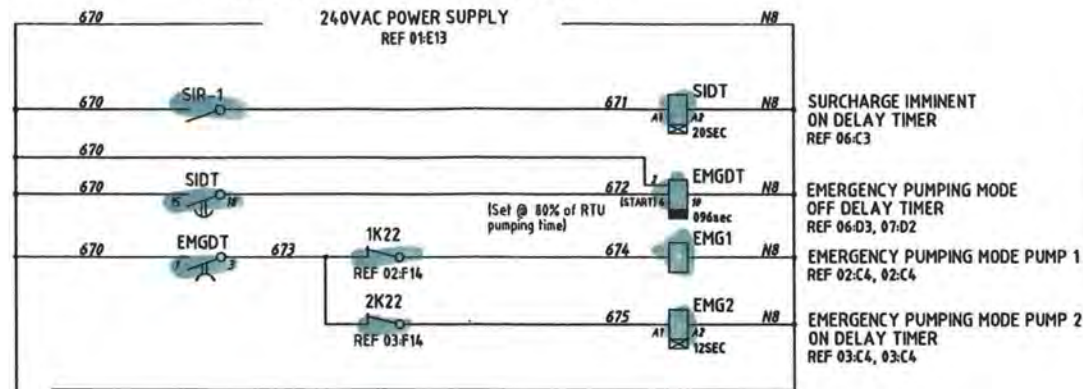 670 240VAC POWER SUPPLY N8
REF 01:E13
670 SIR-1 671 SIDT N8
A1 A2
20SEC
SURCHARGE IMMINENT
ON DELAY TIMER
REF 06:C3
670
670 SIDT 672 EMGDT N8
15 18
2
(START) 6 10
096sec
(Set @ 80% of RTU
pumping time)
EMERGENCY PUMPING MODE
OFF DELAY TIMER
REF 06:D3, 07:D2
670 EMGDT 673 1K22 674 EMG1 N8
1 3
REF 02:F14
EMERGENCY PUMPING MODE PUMP 1
REF 02:C4, 02:C4
2K22 675 EMG2 N8
REF 03:F14
A1 A2
12SEC
EMERGENCY PUMPING MODE PUMP 2
ON DELAY TIMER
REF 03:C4, 03:C4